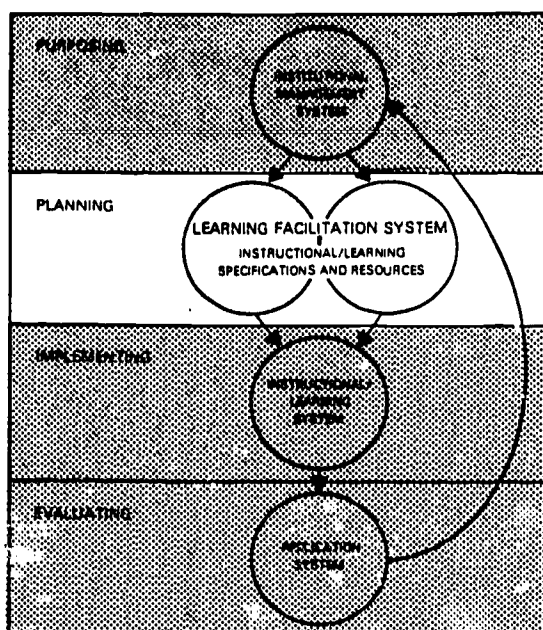 PURPOSING
INSTITUTIONAL
MANAGEMENT
SYSTEM
PLANNING
LEARNING FACILITATION SYSTEM
INSTRUCTIONAL/LEARNING
SPECIFICATIONS AND RESOURCES
IMPLEMENTING
INSTRUCTIONAL/
LEARNING
SYSTEM
EVALUATING
APPLICATION
SYSTEM